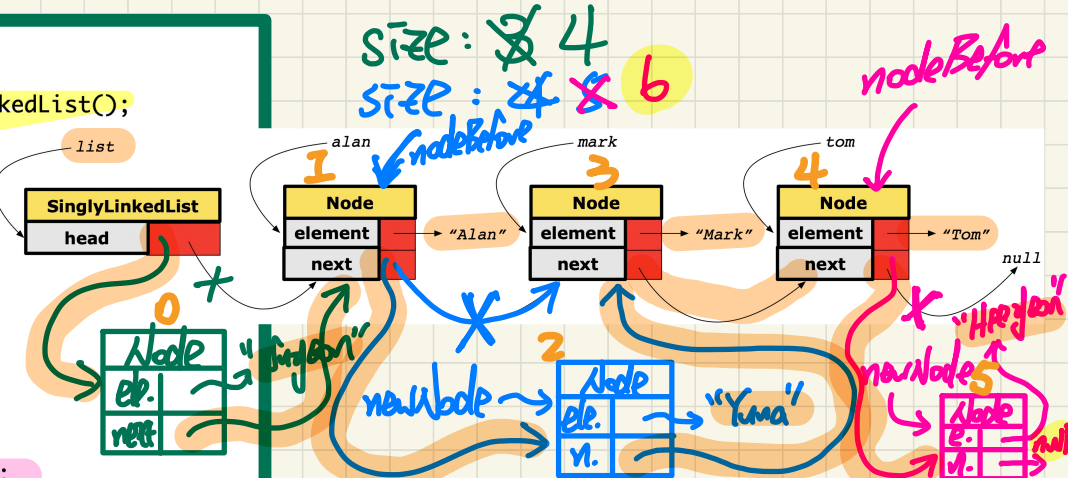 size: 3 4
kedList();
size: 4 5 6
nodeBefore
list
alan
nodeBefore
mark
tom
1
3
4
SinglyLinkedList
Node
Node
Node
head
element
"Alan"
element
"Mark"
element
"Tom"
next
next
next
null
0
Node
ele.
next
2
newNode
Node
ele.
"Yuna"
n.
newNode
5
Node
e.
n.
null